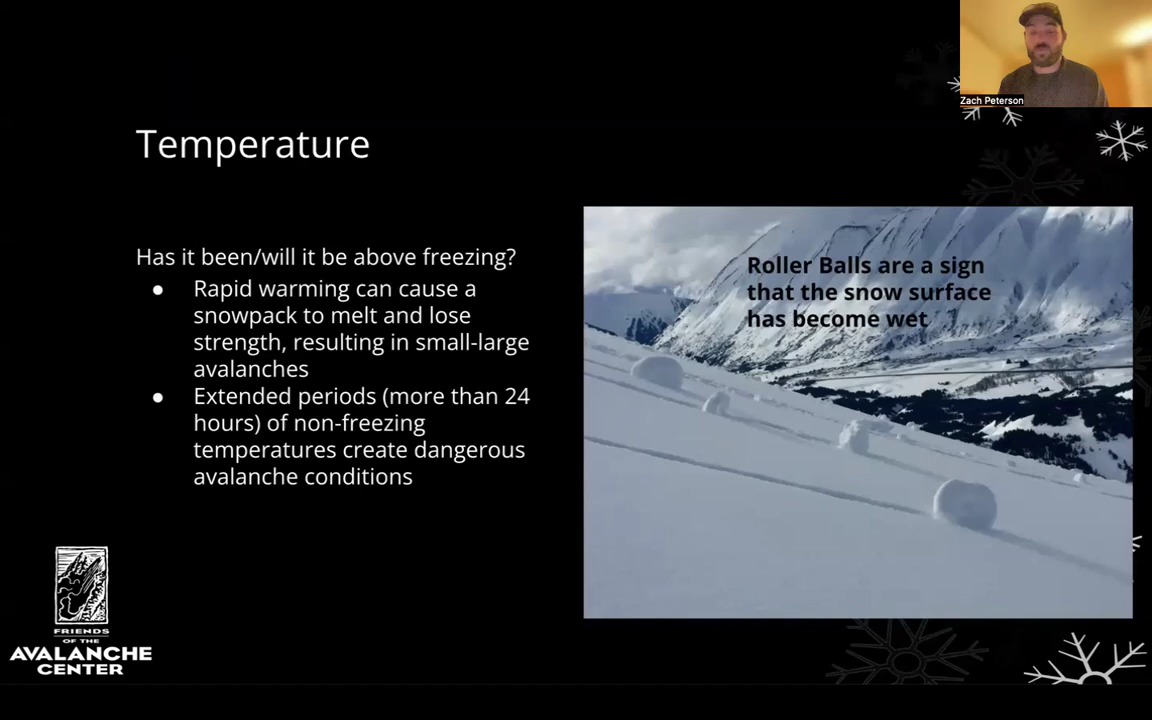 Zach Peterson
Temperature
Has it been/will it be above freezing?
● Rapid warming can cause a
snowpack to melt and lose
strength, resulting in small-large
avalanches
● Extended periods (more than 24
hours) of non-freezing
temperatures create dangerous
avalanche conditions
Roller Balls are a sign
that the snow surface
has become wet
FRIENDS
OF THE
AVALANCHE
CENTER